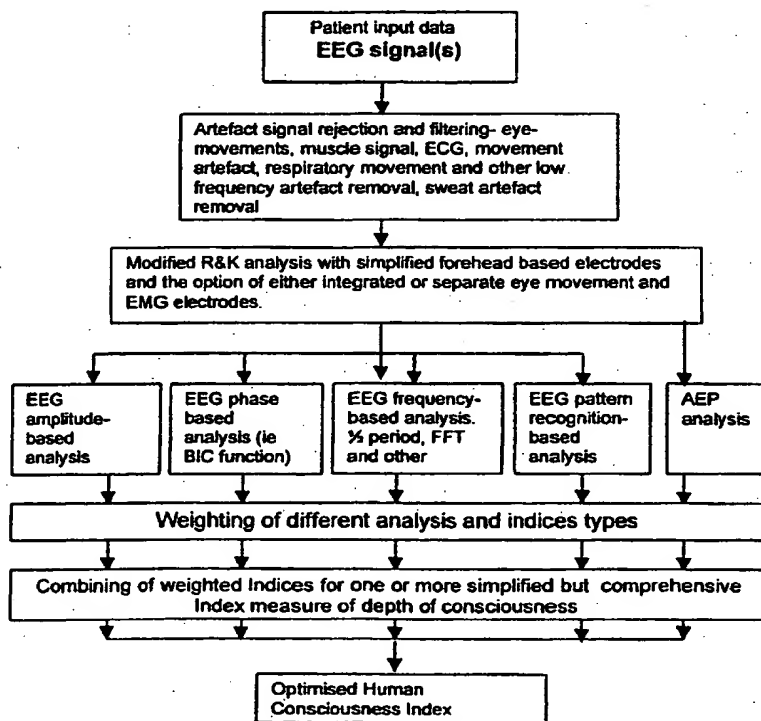 Patient input data
EEG signal(s)
Artefact signal rejection and filtering- eye-
movements, muscle signal, ECG, movement
artefact, respiratory movement and other low
frequency artefact removal, sweat artefact
removal
Modified R&K analysis with simplified forehead based electrodes
and the option of either integrated or separate eye movement and
EMG electrodes.
EEG
amplitude-
based
analysis
EEG phase
based
analysis (ie
BIC function)
EEG frequency-
based analysis.
½ period, FFT
and other
EEG pattern
recognition-
based
analysis
AEP
analysis
Weighting of different analysis and indices types
Combining of weighted Indices for one or more simplified but comprehensive
Index measure of depth of consciousness
Optimised Human
Consciousness Index